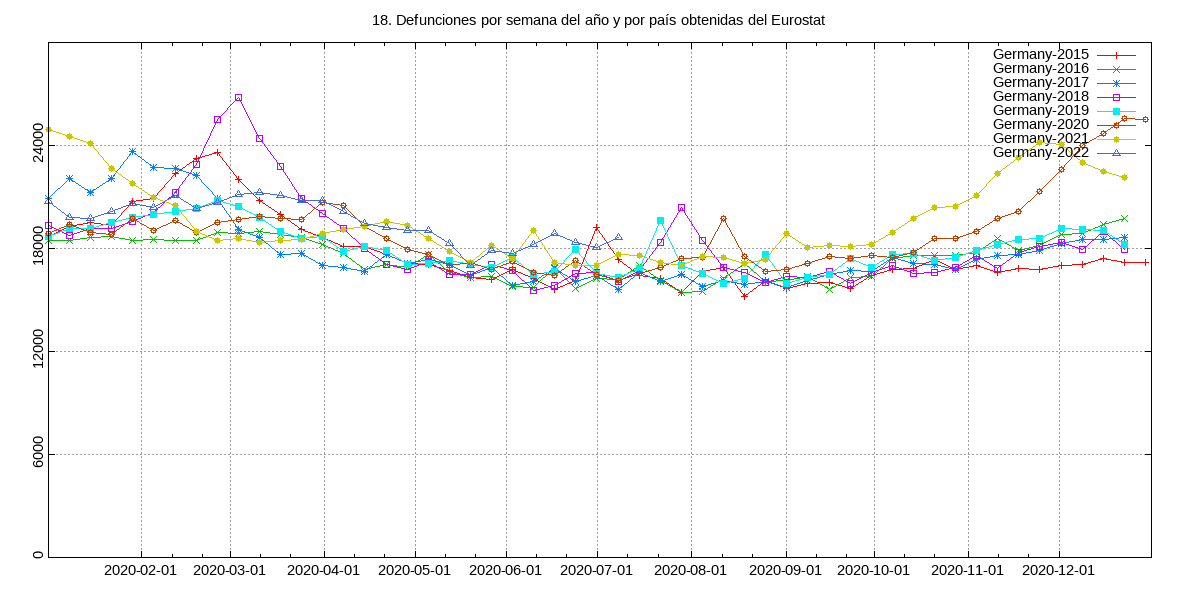 18. Defunciones por semana del año y por país obtenidas del Eurostat
Germany-2015
Germany-2016
Germany-2017
Germany-2018
Germany-2019
Germany-2020
Germany-2021
Germany-2022
24000
18000
12000
6000
0
2020-02-01 2020-03-01 2020-04-01 2020-05-01 2020-06-01 2020-07-01 2020-08-01 2020-09-01 2020-10-01 2020-11-01 2020-12-01